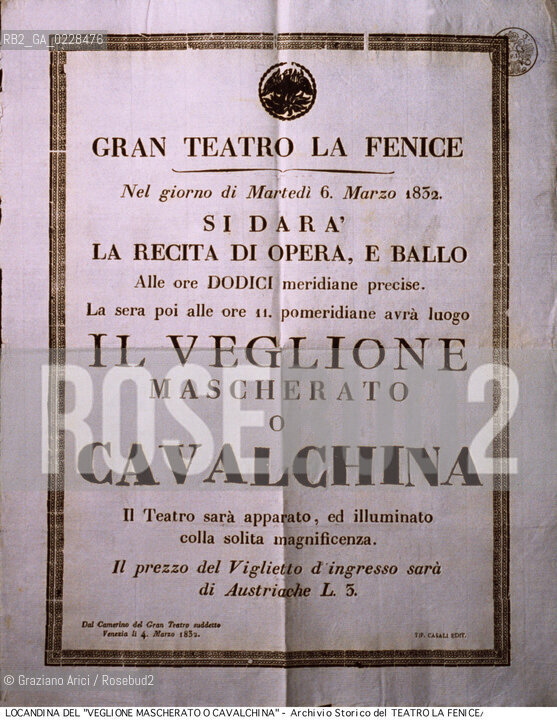 RB2_GA_0228476
GRAN TEATRO LA FENICE
Nel giorno di Martedì 6. Marzo 1832.
SI DARA'
LA RECITA DI OPERA, E BALLO
Alle ore DODICI meridiane precise.
La sera poi alle ore 11. pomeridiane avrà luogo
IL VEGLIONE
MASCHERATO
O
CAVALCHINA
ROSEBUD2
Il Teatro sarà apparato, ed illuminato
colla solita magnificenza.
Il prezzo del Viglietto d'ingresso sarà
di Austriache L. 3.
Dal Camerino del Gran Teatro suddetto
Venezia li 4. Marzo 1832.
TIP. CASALI EDIT.
© Graziano Arici / Rosebud2
LOCANDINA DEL "VEGLIONE MASCHERATO O CAVALCHINA" - Archivio Storico del TEATRO LA FENICE/